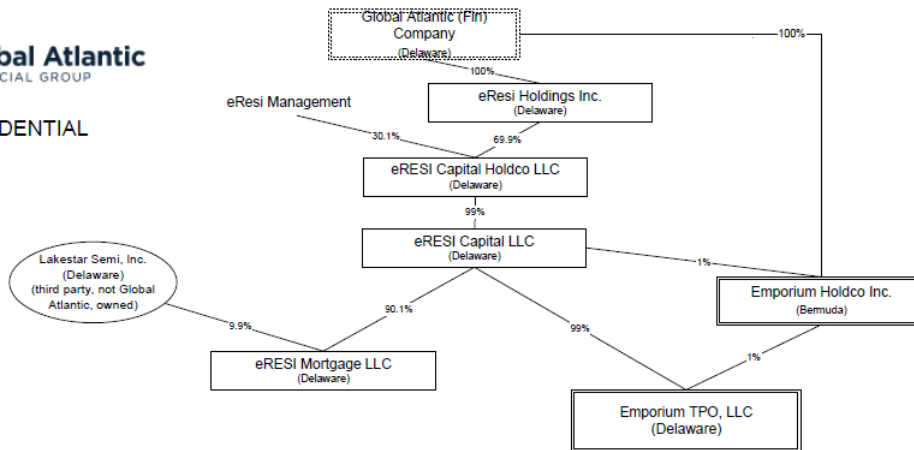 Global Atlantic (Fin)
Company
(Delaware)
100%
bal Atlantic
CIAL GROUP
100%
eResi Management
eResi Holdings Inc.
(Delaware)
DENTIAL
30.1%
69.9%
eRESI Capital Holdco LLC
(Delaware)
99%
eRESI Capital LLC
(Delaware)
Lakestar Semi, Inc.
(Delaware)
(third party, not Global
Atlantic, owned)
1%
Emporium Holdco Inc.
(Bermuda)
90.1%
9.9%
99%
eRESI Mortgage LLC
(Delaware)
1%
Emporium TPO, LLC
(Delaware)